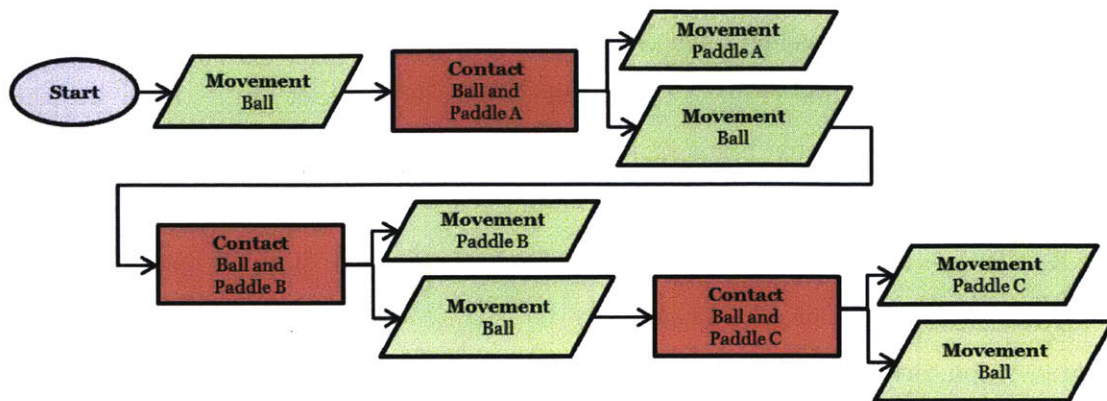 Start
Movement
Ball
Contact
Ball and
Paddle A
Movement
Paddle A
Movement
Ball
Contact
Ball and
Paddle B
Movement
Paddle B
Movement
Ball
Contact
Ball and
Paddle C
Movement
Paddle C
Movement
Ball